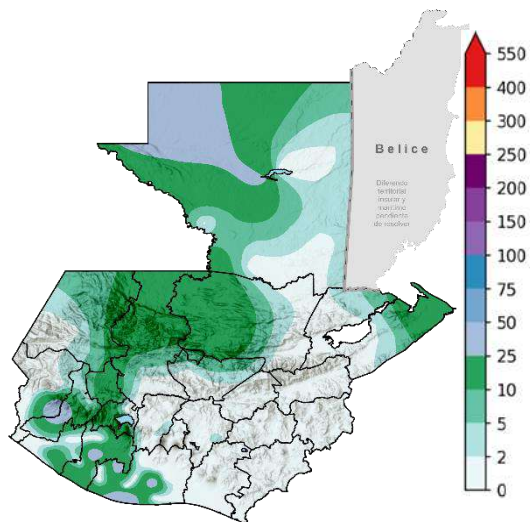 Belice
Diferendo
territorial
insular y
marítimo
pendiente
de resolver
550
400
300
250
200
150
100
75
50
25
10
5
2
0